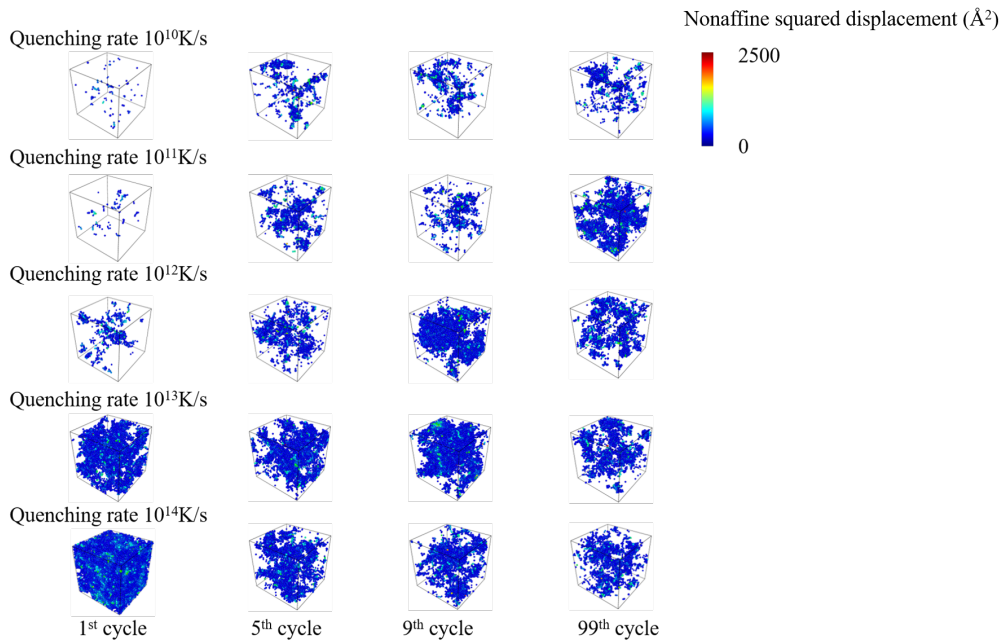 Nonaffine squared displacement (Å²)
2500
0
Quenching rate 10¹⁰K/s
Quenching rate 10¹¹K/s
Quenching rate 10¹²K/s
Quenching rate 10¹³K/s
Quenching rate 10¹⁴K/s
1ˢᵗ cycle 5ᵗʰ cycle 9ᵗʰ cycle 99ᵗʰ cycle